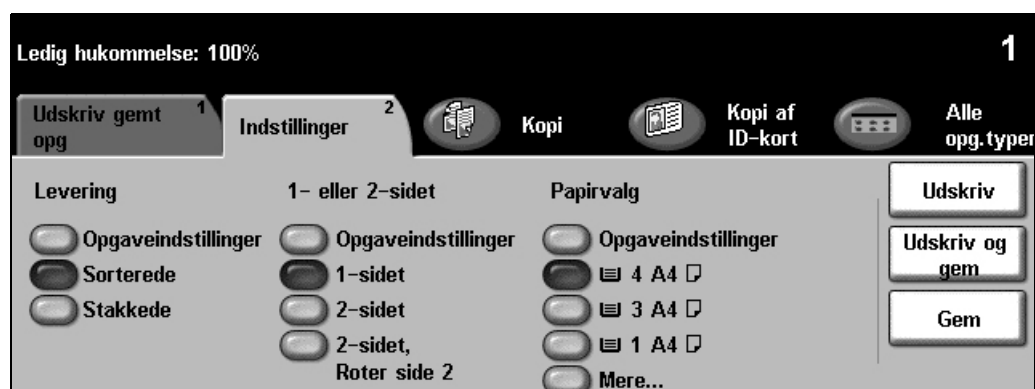 Ledig hukommelse: 100%
1
Udskriv gemt
opg
1
Indstillinger
2
Kopi
Kopi af
ID-kort
Alle
opg.typer
Levering
Opgaveindstillinger
Sorterede
Stakkede
1- eller 2-sidet
Opgaveindstillinger
1-sidet
2-sidet
2-sidet,
Roter side 2
Papirvalg
Opgaveindstillinger
4 A4
3 A4
1 A4
Mere...
Udskriv
Udskriv og
gem
Gem